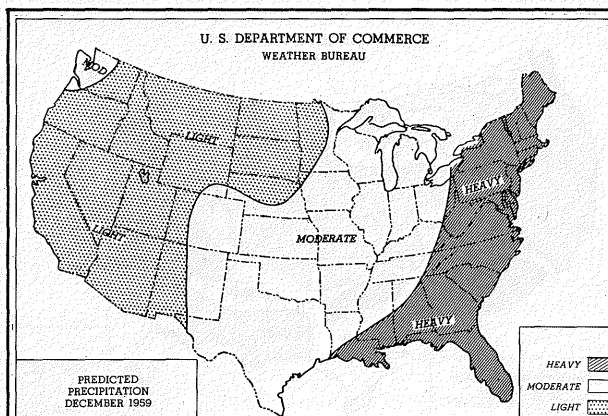 U. S. DEPARTMENT OF COMMERCE
WEATHER BUREAU
MOD
LIGHT
HEAVY
LIGHT
MODERATE
HEAVY
PREDICTED
PRECIPITATION
DECEMBER 1959
HEAVY
MODERATE
LIGHT